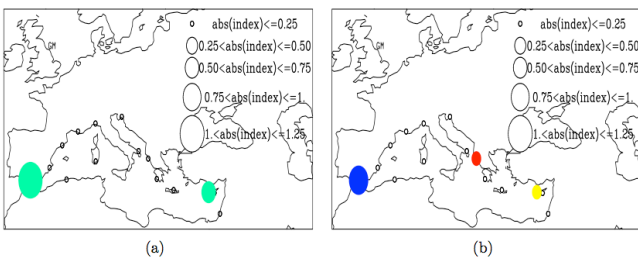 abs(index)<=0.25
GM
0.25<abs(index)<=0.50
0.50<abs(index)<=0.75
0.75<abs(index)<=1.
1.<abs(index)<=1.25
(a)
abs(index)<=0.25
GM
0.25<abs(index)<=0.50
0.50<abs(index)<=0.75
0.75<abs(index)<=1.
1.<abs(index)<=1.25
(b)